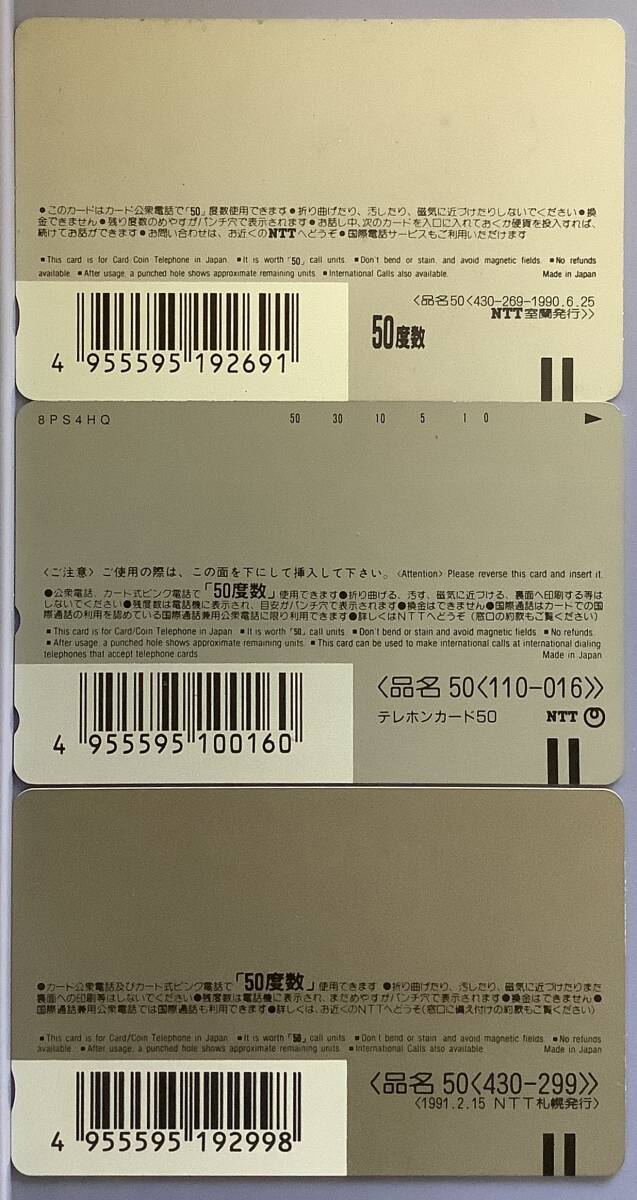 ●このカードはカード公衆電話で「50」度数使用できます●折り曲げたり、汚したり、磁気に近づけたりしないでください●換
金できません●残り度数のめやすがパンチ穴で表示されます●お話し中、次のカードを入口に入れておくか硬貨を投入すれば、
続けてお話ができます●お問い合わせは、お近くのNTTへどうぞ●国際電話サービスもご利用いただけます
■This card is for Card/Coin Telephone in Japan. ■It is worth「50」call units. ■Don't bend or stain, and avoid magnetic fields. ■No refunds
available. ■After usage, a punched hole shows approximate remaining units. ■International Calls also available. Made in Japan
〈品名50〈430-269-1990.6.25
NTT室蘭発行〉〉
50度数
4 955595 192691
8PS4HQ 50 30 10 5 1 0 ▶
〈ご注意〉ご使用の際は、この面を下にして挿入して下さい。〈Attention〉Please reverse this card and insert it.
●公衆電話、カード式ピンク電話で「50度数」使用できます●折り曲げる、汚す、磁気に近づける、裏面へ印刷する等は
しないでください●残度数は電話機に表示され、目安がパンチ穴で表示されます●換金はできません●国際通話はカードでの国
際通話の利用を認めている国際通話兼用公衆電話に限り利用できます●詳しくはNTTへどうぞ（窓口の約款もご覧ください）
■This card is for Card/Coin Telephone in Japan. ■It is worth「50」call units. ■Don't bend or stain and avoid magnetic fields. ■No refunds.
■After usage, a punched hole shows approximate remaining units. ■This card can be used to make international calls at international dialing
telephones that accept telephone cards. Made in Japan
〈品名 50〈110-016〉〉
テレホンカード50 NTT
4 955595 100160
●カード公衆電話及びカード式ピンク電話で「50度数」使用できます ●折り曲げたり、汚したり、磁気に近づけたりまた
裏面への印刷等はしないでください●残度数は電話機に表示され、まためやすがパンチ穴で表示されます●換金はできません●
国際通話兼用公衆電話では国際通話も利用できます●詳しくは、お近くのNTTへどうぞ（窓口に備え付けの約款もご覧ください）
■This card is for Card/Coin Telephone in Japan. ■It is worth「50」call units. ■Don't bend or stain, and avoid magnetic fields. ■No refunds
available. ■After usage, a punched hole shows approximate remaining units. ■International Calls also available. Made in Japan
〈品名 50〈430-299〉〉
〈1991.2.15 NTT札幌発行〉
4 955595 192998